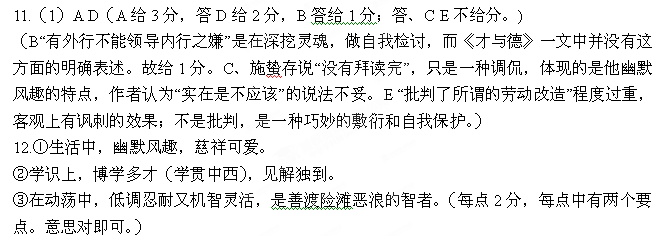 11.（1）A D（A 给 3 分，答 D 给 2 分，B 答给 1 分；答、C E 不给分。)
（B“有外行不能领导内行之嫌”是在深挖灵魂，做自我检讨，而《才与德》一文中并没有这
方面的明确表述。故给 1 分。C、施蛰存说“没有拜读完”，只是一种调侃，体现的是他幽默
风趣的特点，作者认为“实在是不应该”的说法不妥。E“批判了所谓的劳动改造”程度过重，
客观上有讽刺的效果；不是批判，是一种巧妙的敷衍和自我保护。）
12.①生活中，幽默风趣，慈祥可爱。
②学识上，博学多才（学贯中西)，见解独到。
③在动荡中，低调忍耐又机智灵活，是善渡险滩恶浪的智者。（每点 2 分，每点中有两个要
点。意思对即可。）